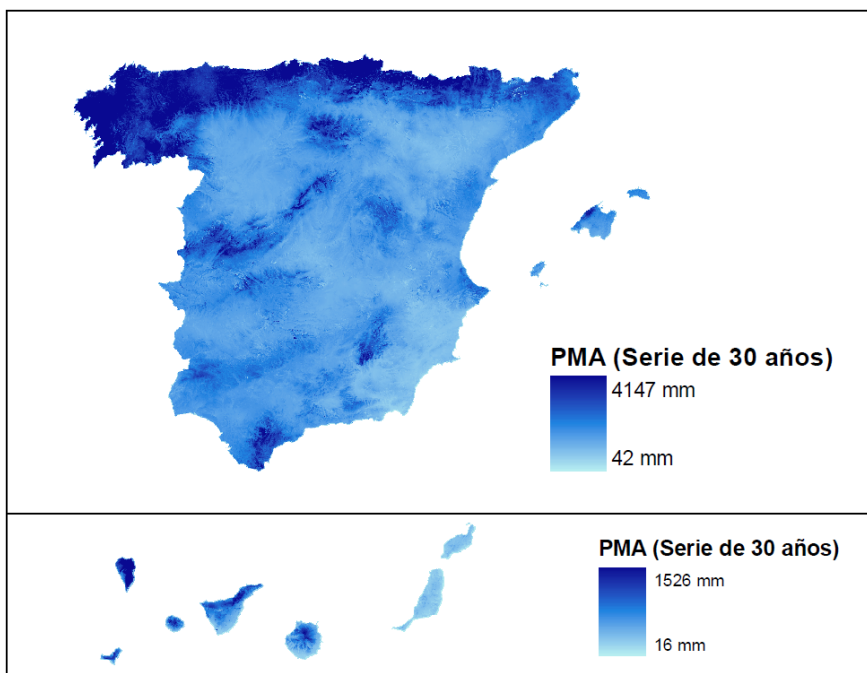 PMA (Serie de 30 años)
4147 mm
42 mm
PMA (Serie de 30 años)
1526 mm
16 mm